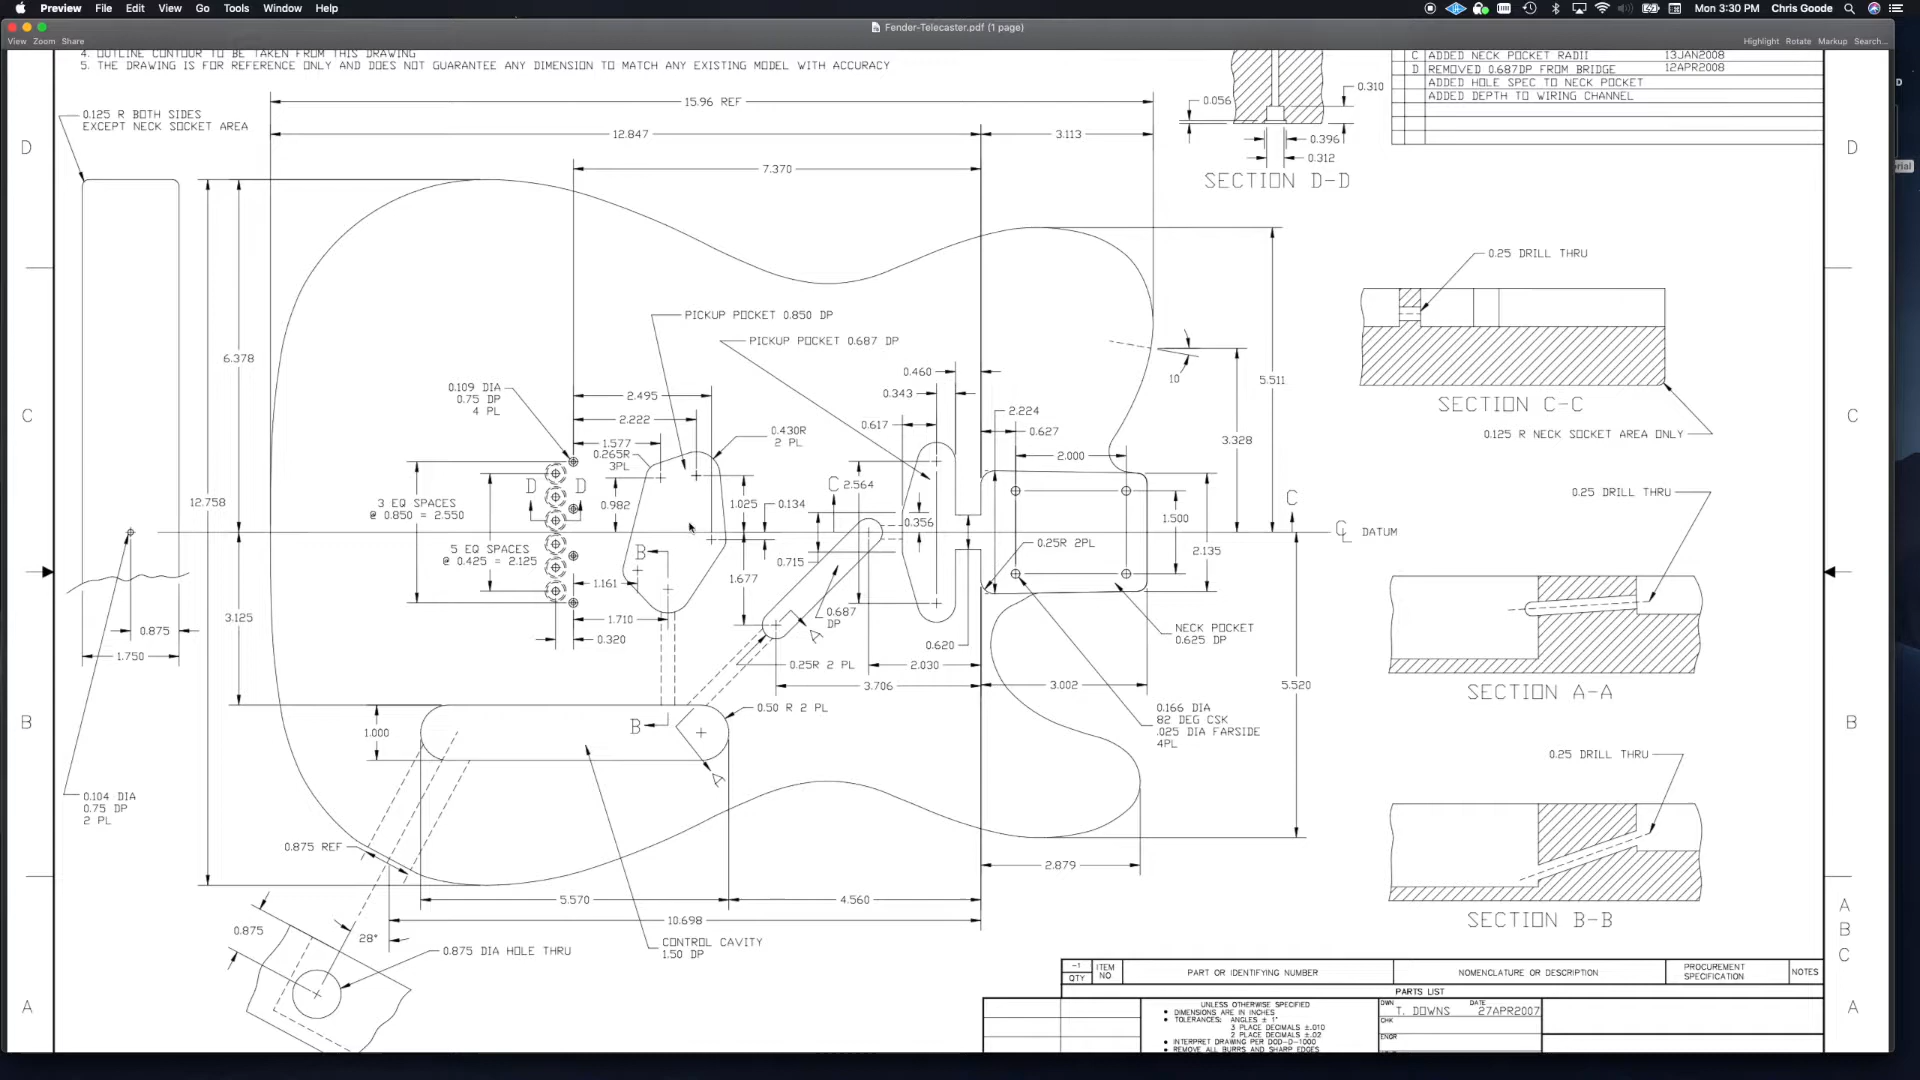 Preview File Edit View Go Tools Window Help
Mon 3:30 PM Chris Goode
Fender-Telecaster.pdf (1 page)
View Zoom Share
Highlight Rotate Markup Search...
4. OUTLINE CONTOUR TO BE TAKEN FROM THIS DRAWING
5. THE DRAWING IS FOR REFERENCE ONLY AND DOES NOT GUARANTEE ANY DIMENSION TO MATCH ANY EXISTING MODEL WITH ACCURACY
C ADDED NECK POCKET RADII 13JAN2008
D REMOVED 0.687DP FROM BRIDGE 12APR2008
ADDED HOLE SPEC TO NECK POCKET
ADDED DEPTH TO WIRING CHANNEL
0.056
0.310
0.396
0.312
SECTION D-D
15.96 REF
0.125 R BOTH SIDES
EXCEPT NECK SOCKET AREA
12.847
3.113
7.370
D
D
0.25 DRILL THRU
SECTION C-C
0.125 R NECK SOCKET AREA ONLY
PICKUP POCKET 0.850 DP
PICKUP POCKET 0.687 DP
6.378
0.460
0.343
10
5.511
0.109 DIA
0.75 DP
4 PL
2.495
2.222
1.577
0.265R
3PL
0.430R
2 PL
0.617
2.224
0.627
3.328
C
C
2.000
D
D
C
2.564
C
0.25 DRILL THRU
12.758
3 EQ SPACES
@ 0.850 = 2.550
0.982
1.025
0.134
0.356
1.500
CL DATUM
5 EQ SPACES
@ 0.425 = 2.125
B
0.715
0.25R 2PL
2.135
1.161
1.677
3.125
1.710
0.687
DP
A
0.320
0.620
NECK POCKET
0.625 DP
0.875
1.750
0.25R 2 PL
2.030
3.706
3.002
5.520
SECTION A-A
B
B
B
1.000
0.50 R 2 PL
0.166 DIA
82 DEG CSK
.025 DIA FARSIDE
4PL
0.25 DRILL THRU
A
0.104 DIA
0.75 DP
2 PL
0.875 REF
2.879
5.570
4.560
10.698
SECTION B-B
0.875
28°
0.875 DIA HOLE THRU
CONTROL CAVITY
1.50 DP
A
B
C
A
A
-1
QTY
ITEM
NO
PART OR IDENTIFYING NUMBER
NOMENCLATURE OR DESCRIPTION
PROCUREMENT
SPECIFICATION
NOTES
PARTS LIST
UNLESS OTHERWISE SPECIFIED
• DIMENSIONS ARE IN INCHES
• TOLERANCES: ANGLES ± 1°
3 PLACE DECIMALS ±.010
2 PLACE DECIMALS ±.02
• INTERPRET DRAWING PER DOD-D-1000
• REMOVE ALL BURRS AND SHARP EDGES
DWN
T. DOWNS
DATE
27APR2007
CHK
ENGR